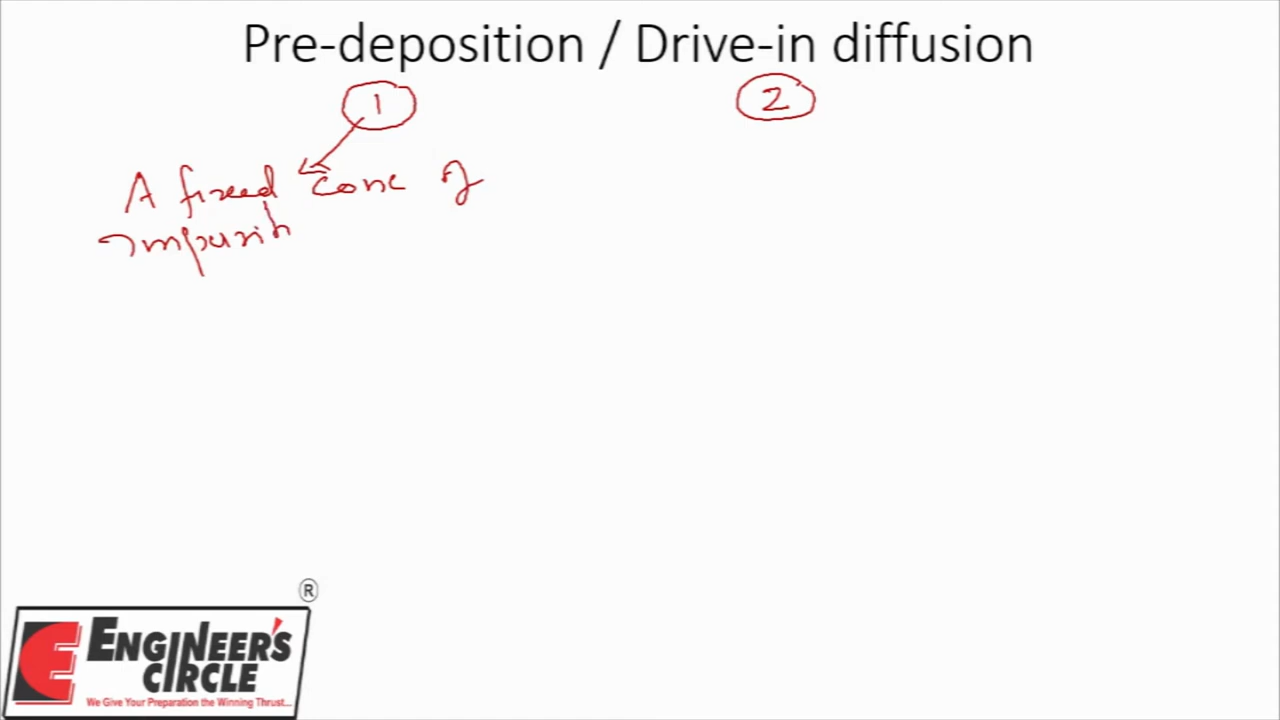 Pre-deposition / Drive-in diffusion
1
2
A fixed conc of
Impurit
®
ENGINEER'S
CIRCLE
We Give Your Preparation the Winning Thrust...